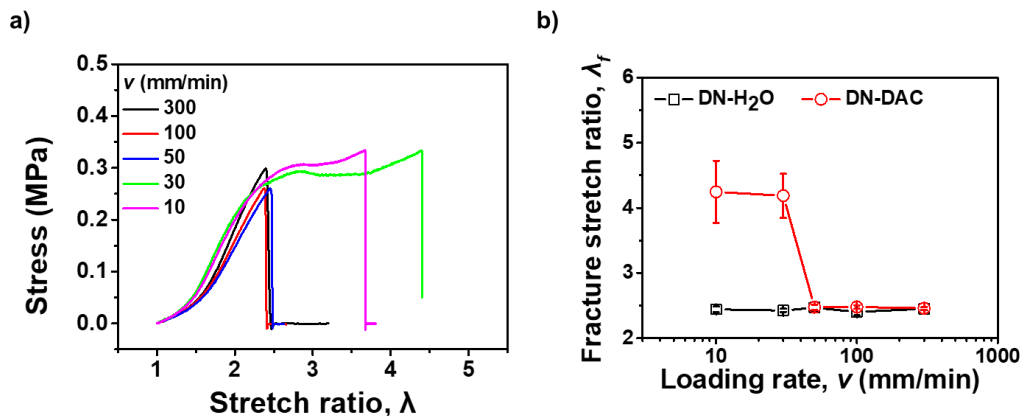 a)
0.5
0.4
0.3
0.2
0.1
0.0
Stress (MPa)
v (mm/min)
300
100
50
30
10
1 2 3 4 5
Stretch ratio, λ
b)
6
5
4
3
2
Fracture stretch ratio, λf
DN-H2O DN-DAC
10 100 1000
Loading rate, v (mm/min)